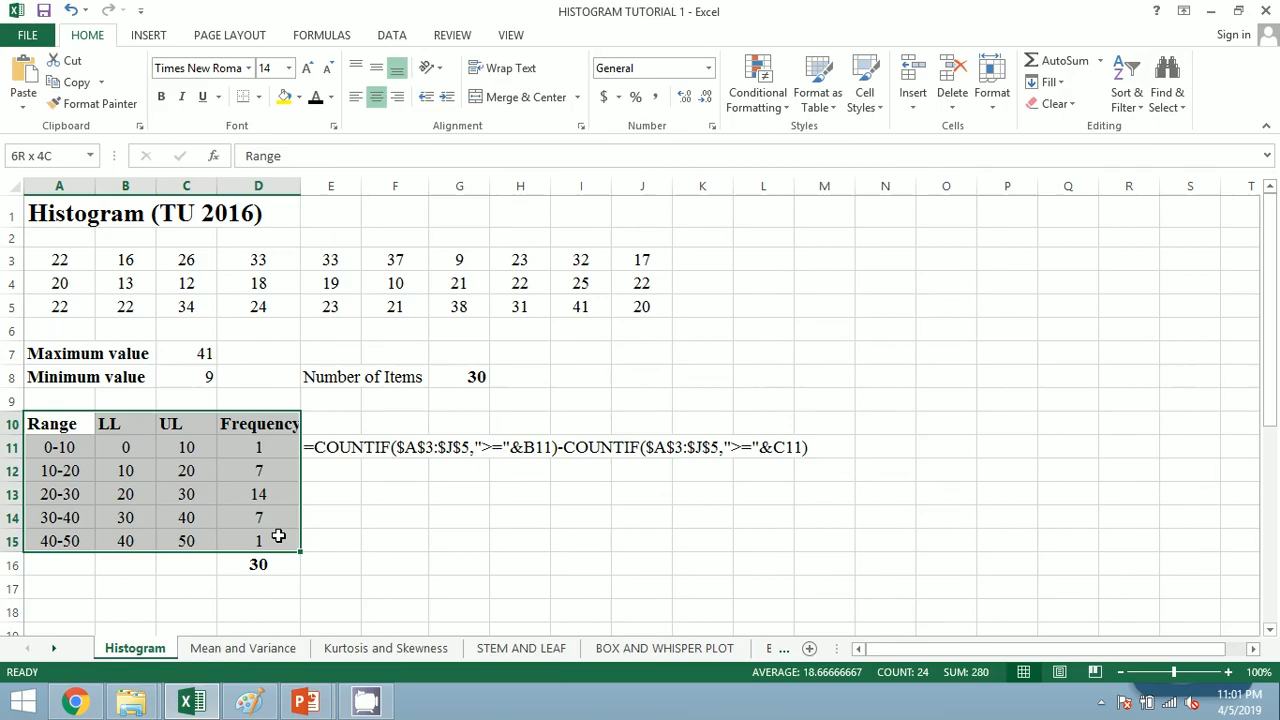 HISTOGRAM TUTORIAL 1 - Excel
?
FILE HOME INSERT PAGE LAYOUT FORMULAS DATA REVIEW VIEW Sign in
Paste
Cut
Copy
Format Painter
Clipboard
Times New Roma 14 A A
B I U A
Font
Wrap Text
Merge & Center
Alignment
General
$ % ,
Number
Conditional Formatting
Format as Table
Cell Styles
Styles
Insert Delete Format
Cells
AutoSum
Fill
Clear
Sort & Filter
Find & Select
Editing
6R x 4C fx Range
A B C D E F G H I J K L M N O P Q R S T
1 Histogram (TU 2016)
2
3 22 16 26 33 33 37 9 23 32 17
4 20 13 12 18 19 10 21 22 25 22
5 22 22 34 24 23 21 38 31 41 20
6
7 Maximum value 41
8 Minimum value 9 Number of Items 30
9
10 Range LL UL Frequency
11 0-10 0 10 1 =COUNTIF($A$3:$J$5,">="&B11)-COUNTIF($A$3:$J$5,">="&C11)
12 10-20 10 20 7
13 20-30 20 30 14
14 30-40 30 40 7
15 40-50 40 50 1
16 30
17
18
Histogram Mean and Variance Kurtosis and Skewness STEM AND LEAF BOX AND WHISPER PLOT ...
READY AVERAGE: 18.66666667 COUNT: 24 SUM: 280 100%
11:01 PM
4/5/2019